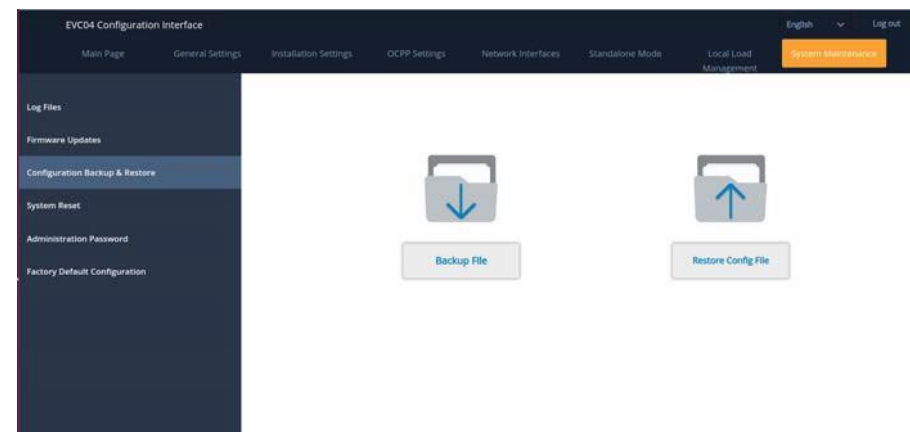 EVC04 Configuration Interface
English
Log out
Main Page
General Settings
Installation Settings
OCPP Settings
Network Interfaces
Standalone Mode
Local Load
Management
System Maintenance
Log Files
Firmware Updates
Configuration Backup & Restore
System Reset
Administration Password
Factory Default Configuration
Backup File
Restore Config File